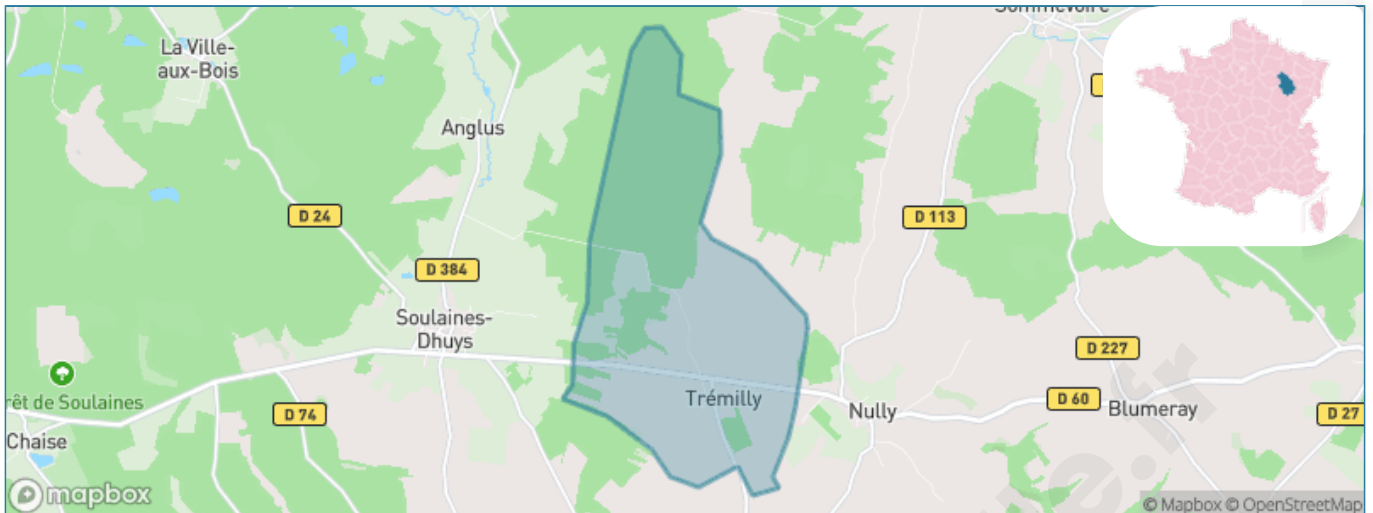 Sommevoire
La Ville-
aux-Bois
Anglus
D 24
D 113
D 384
Soulaines-
Dhuys
D 227
rêt de Soulaines
D 74
Trémilly
Nully
D 60
Blumeray
D 27
Chaise
mapbox
© Mapbox © OpenStreetMap